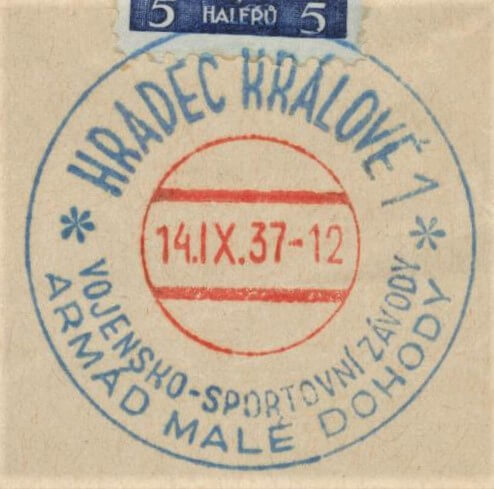 5 HALÉŘŮ 5
HRADEC KRÁLOVÉ 1
14.IX.37-12
* VOJENSKO-SPORTOVNÍ ZÁVODY *
ARMÁD MALÉ DOHODY